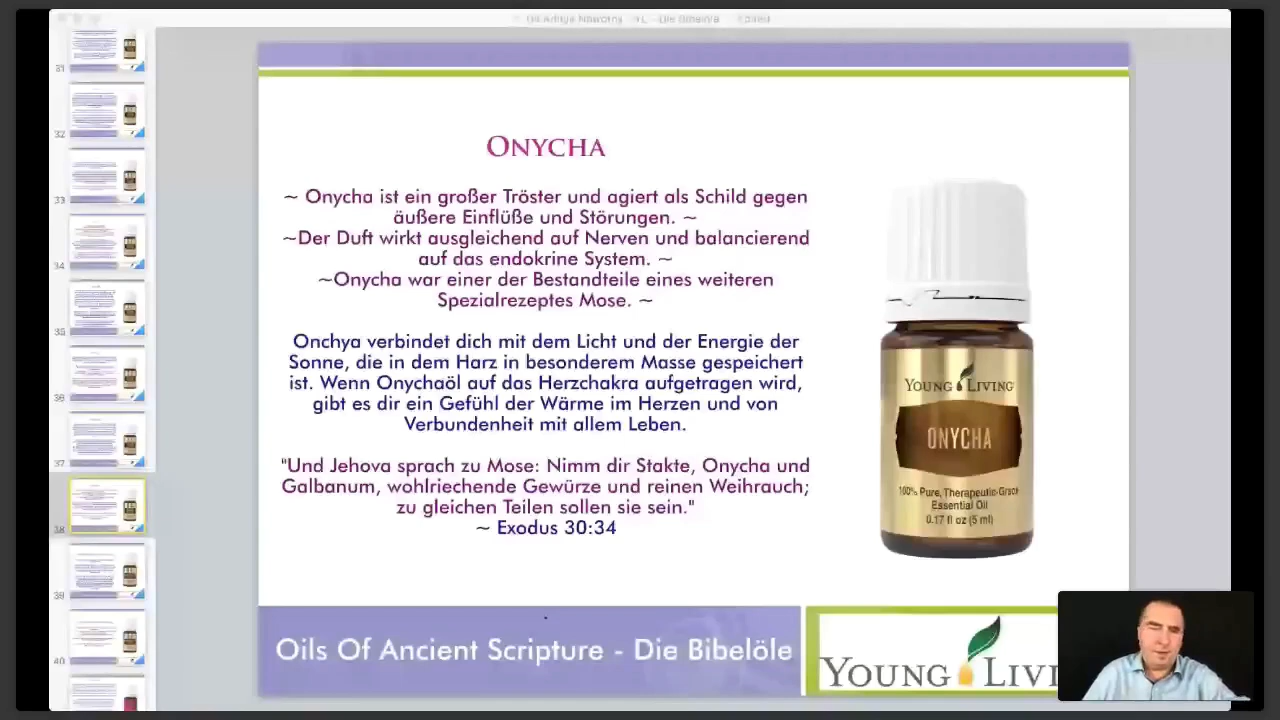 ONYCHA
~ Onycha ist ein großer Tröster und agiert als Schild gegen
äußere Einflüße und Störungen. ~
~Der Duft wirkt ausgleichend auf Nerven und balancierend
auf das endokrine System. ~
~Onycha war einer der Bestandteile eines weiteren
Spezialrezeptes Mose. ~
Onchya verbindet dich mit dem Licht und der Energie der
Sonne, die in dem Harz in besonderem Masse gespeichert
ist. Wenn Onychaöl auf das Herzchakra aufgetragen wird,
gibt es dir ein Gefühl der Wärme im Herzen und von
Verbundenheit mit allem Leben.
"Und Jehova sprach zu Mose: Nimm dir Stakte, Onycha und
Galbanum, wohlriechende Gewürze und reinen Weihrauch;
zu gleichen Teilen sollen sie sein."
~ Exodus 30:34
YOUNG LIVING
ONYCHA
100% Pure, Therapeutic-Grade
Essential Oil
0.17 fl oz (5 ml)
Oils Of Ancient Scripture - Die Bibelöle
YOUNG LIVI
31
32
33
34
35
36
37
38
39
40